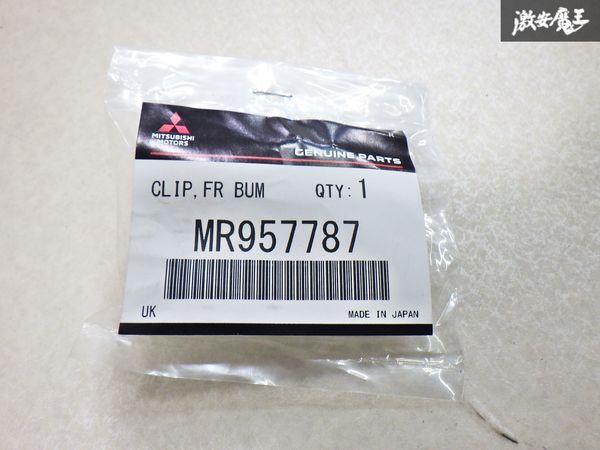 激安魔王
MITSUBISHI
MOTORS
GENUINE PARTS
CLIP, FR BUM QTY: 1
MR957787
UK MADE IN JAPAN